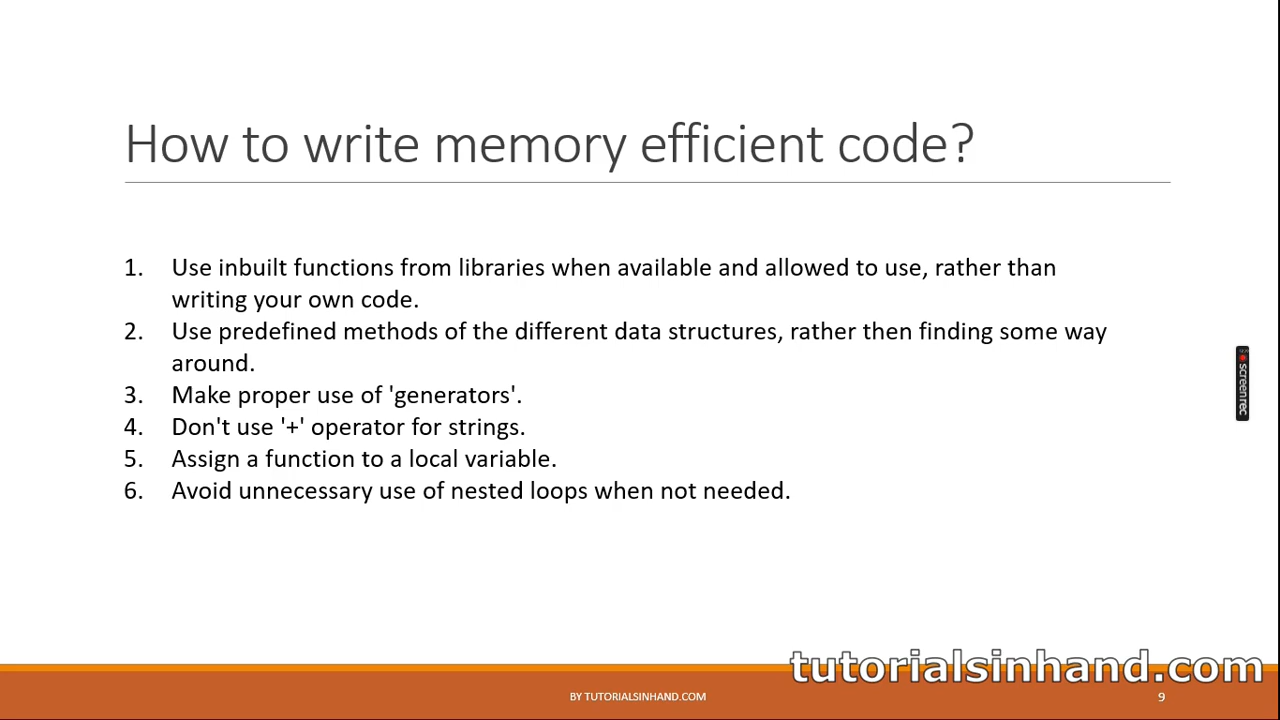 How to write memory efficient code?
1. Use inbuilt functions from libraries when available and allowed to use, rather than
writing your own code.
2. Use predefined methods of the different data structures, rather then finding some way
around.
3. Make proper use of 'generators'.
4. Don't use '+' operator for strings.
5. Assign a function to a local variable.
6. Avoid unnecessary use of nested loops when not needed.
screenrec
tutorialsinhand.com
BY TUTORIALSINHAND.COM
9